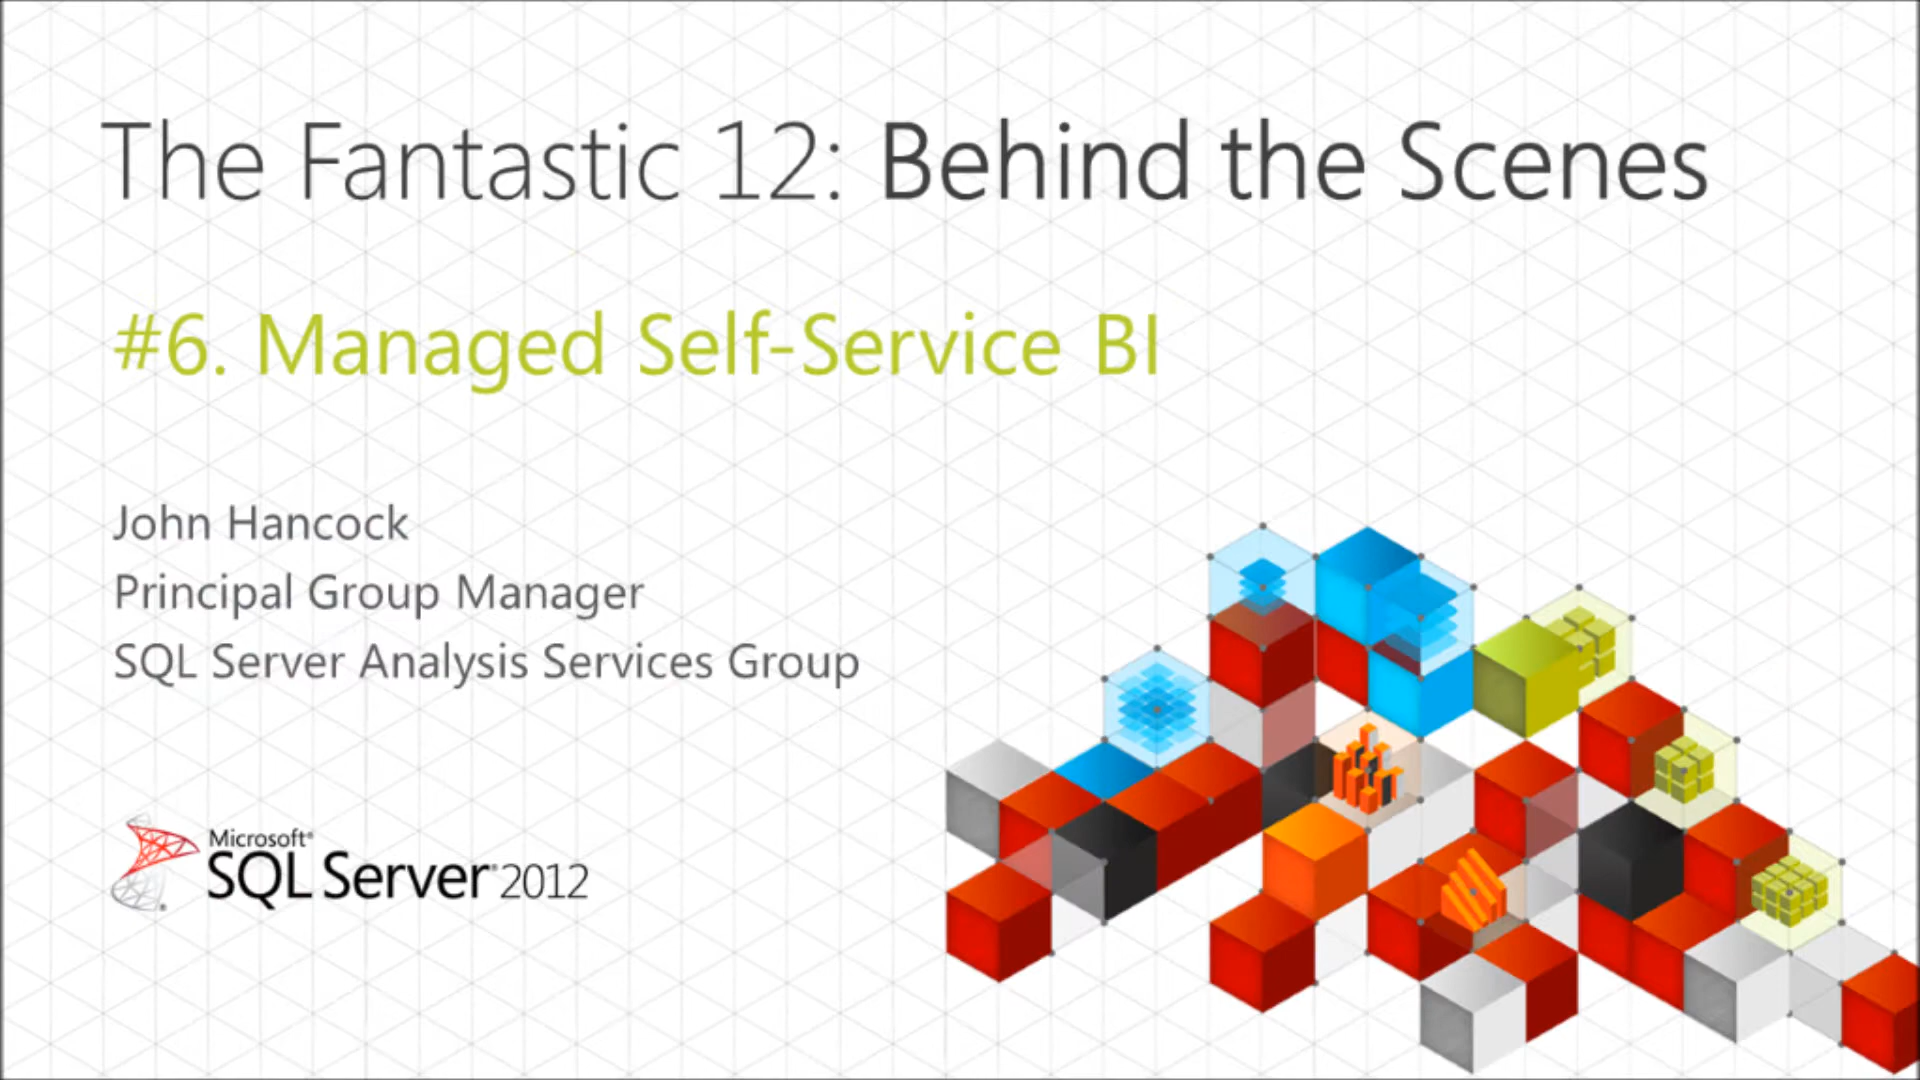 The Fantastic 12: Behind the Scenes
#6. Managed Self-Service BI
John Hancock
Principal Group Manager
SQL Server Analysis Services Group
Microsoft®
SQL Server® 2012